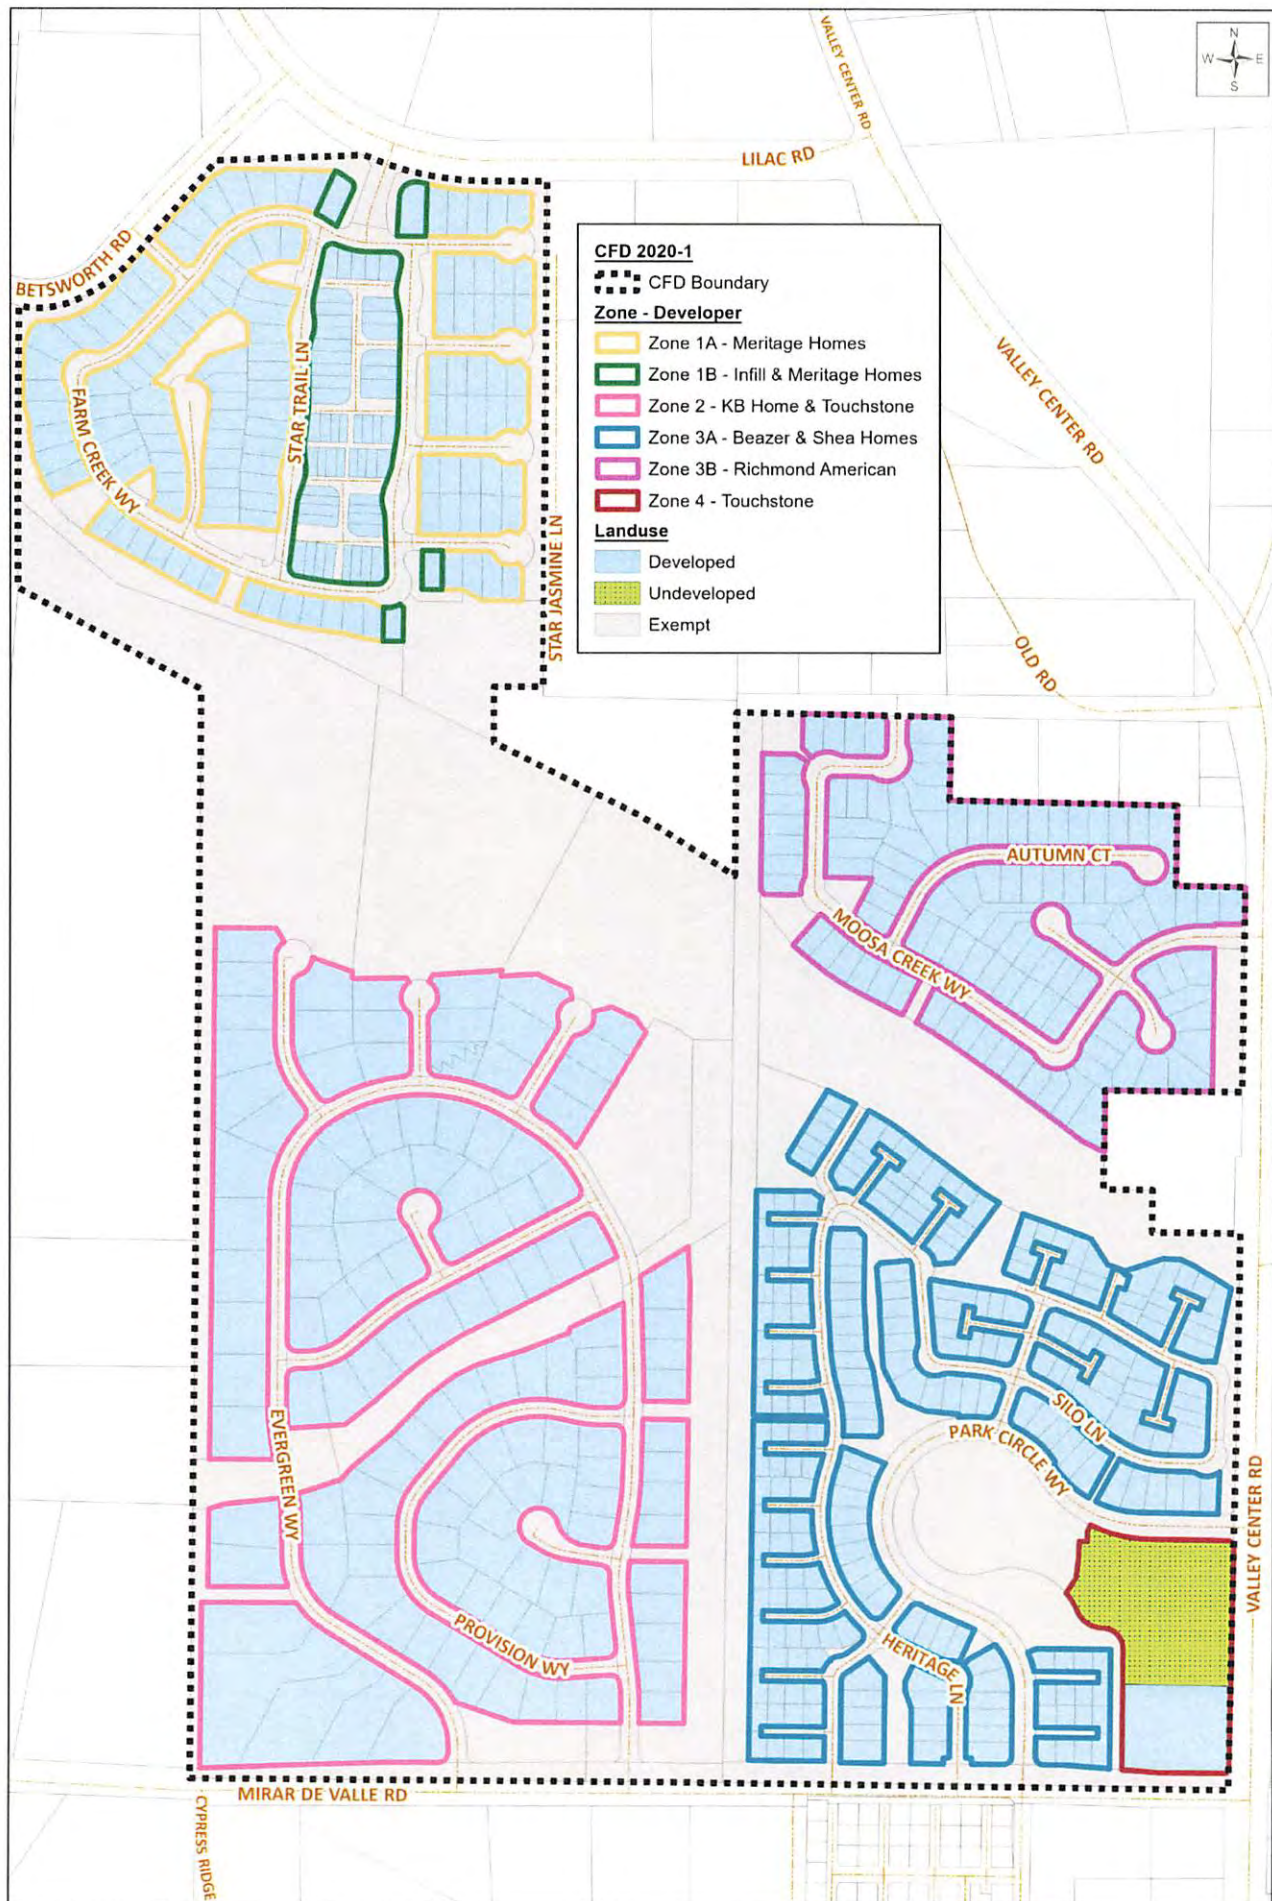 N
W E
S
VALLEY CENTER RD
LILAC RD
BETSWORTH RD
CFD 2020-1
CFD Boundary
Zone - Developer
Zone 1A - Meritage Homes
Zone 1B - Infill & Meritage Homes
Zone 2 - KB Home & Touchstone
Zone 3A - Beazer & Shea Homes
Zone 3B - Richmond American
Zone 4 - Touchstone
Landuse
Developed
Undeveloped
Exempt
VALLEY CENTER RD
STAR TRAIL LN
FARM CREEK WY
STAR JASMINE LN
OLD RD
AUTUMN CT
MOOSA CREEK WY
EVERGREEN WY
SILO LN
PARK CIRCLE WY
VALLEY CENTER RD
PROVISION WY
HERITAGE LN
MIRAR DE VALLE RD
CYPRESS RIDGE